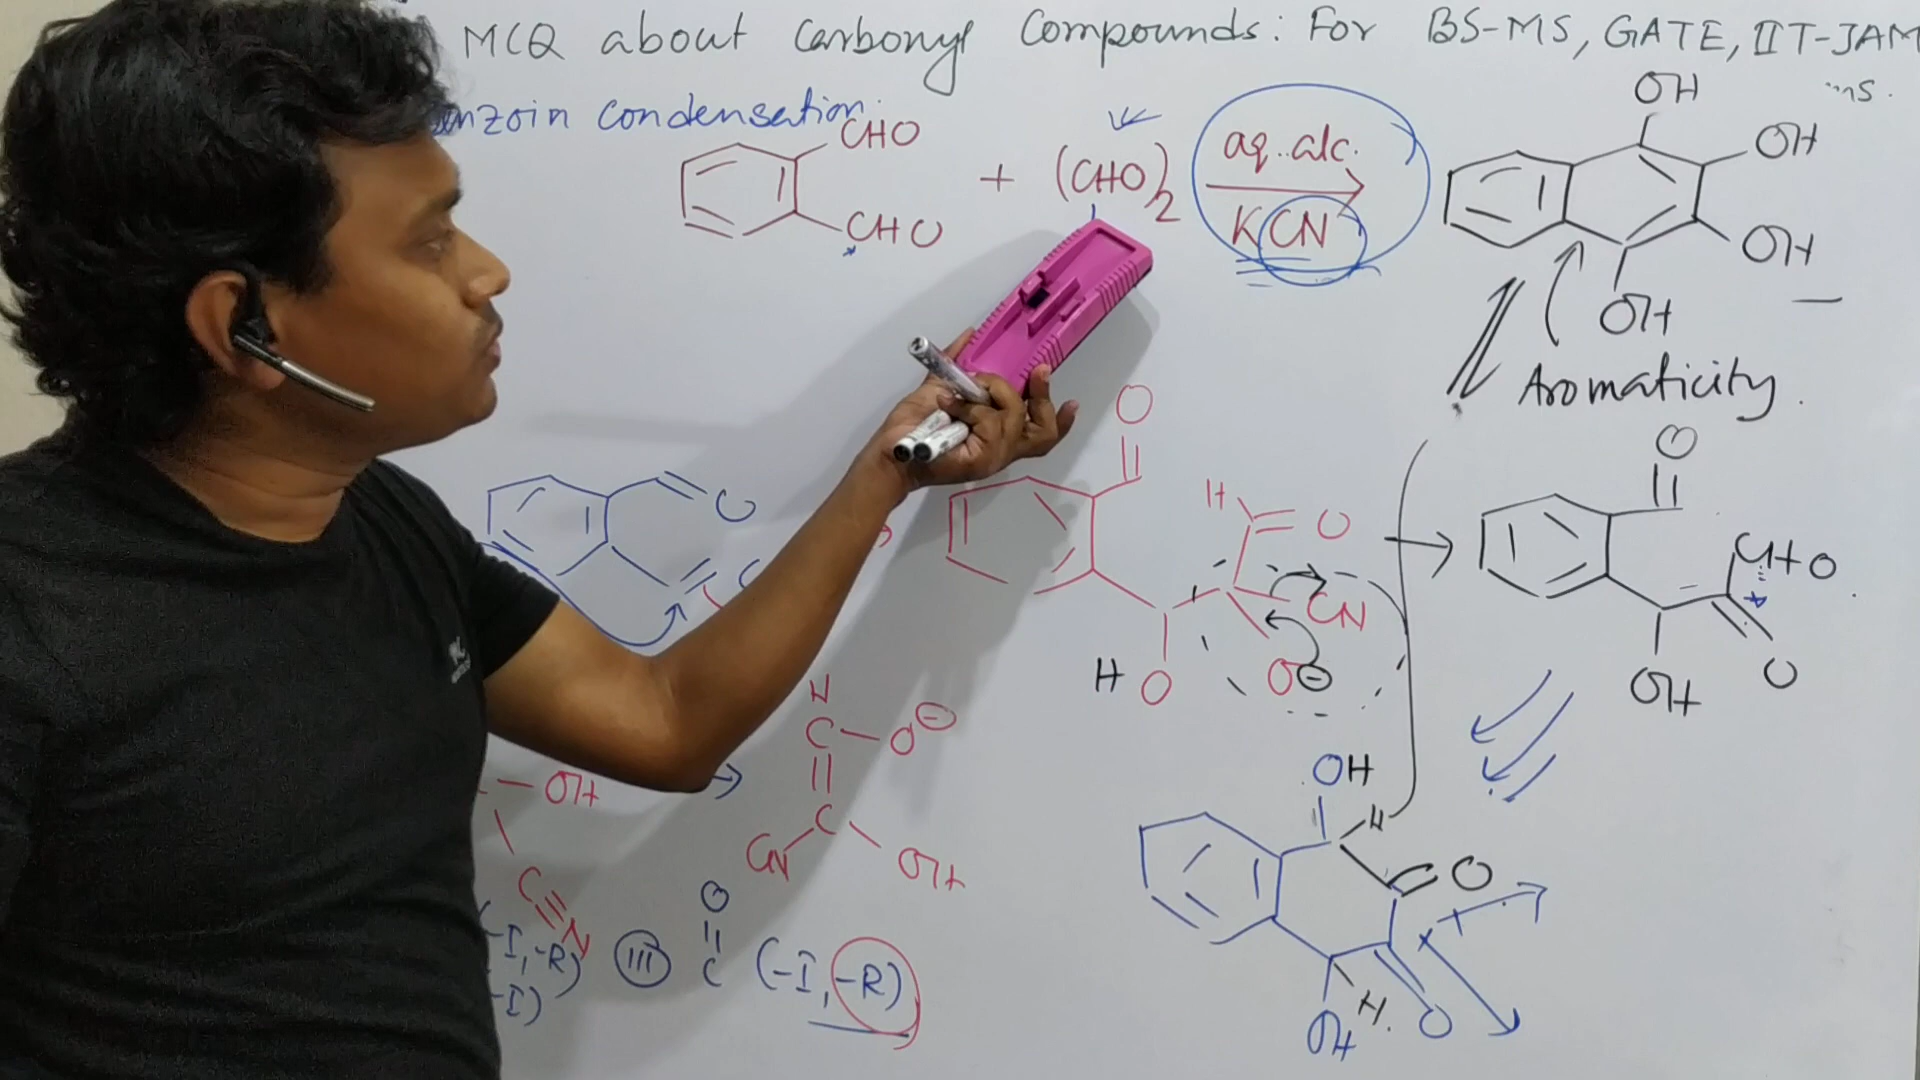 MCQ about Carbonyl Compounds: For BS-MS, GATE, IIT-JAM
nzoin condensation.
CHO
CHO
+ (CHO)2
aq. alc.
KCN
OH
OH
OH
OH
Aromaticity.
O
O
H
O
CN
H O
O⊖
O
CHO
OH
O
OH
CN
H
C-O⊖
C
CN
OH
-I, -R)
-I)
III
O
C
(-I, -R)
OH
H
O
OH
H.
O